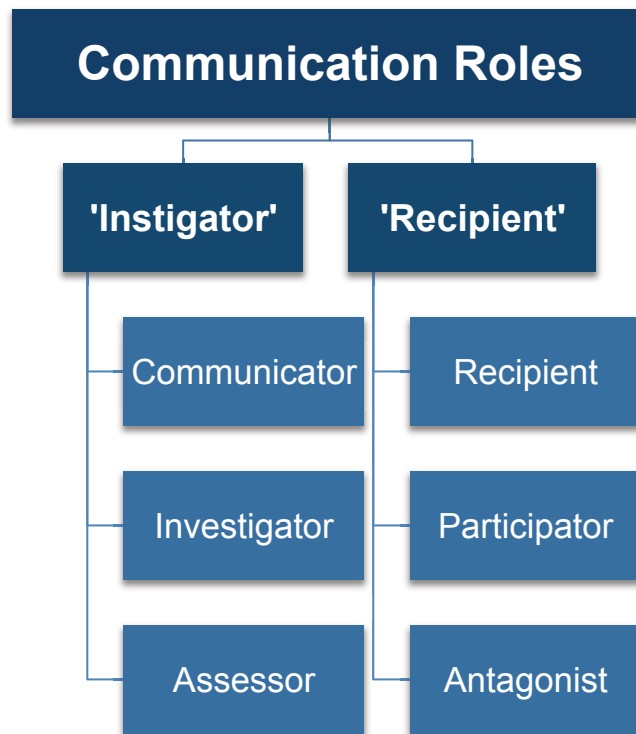 Communication Roles
'Instigator'
'Recipient'
Communicator
Recipient
Investigator
Participator
Assessor
Antagonist